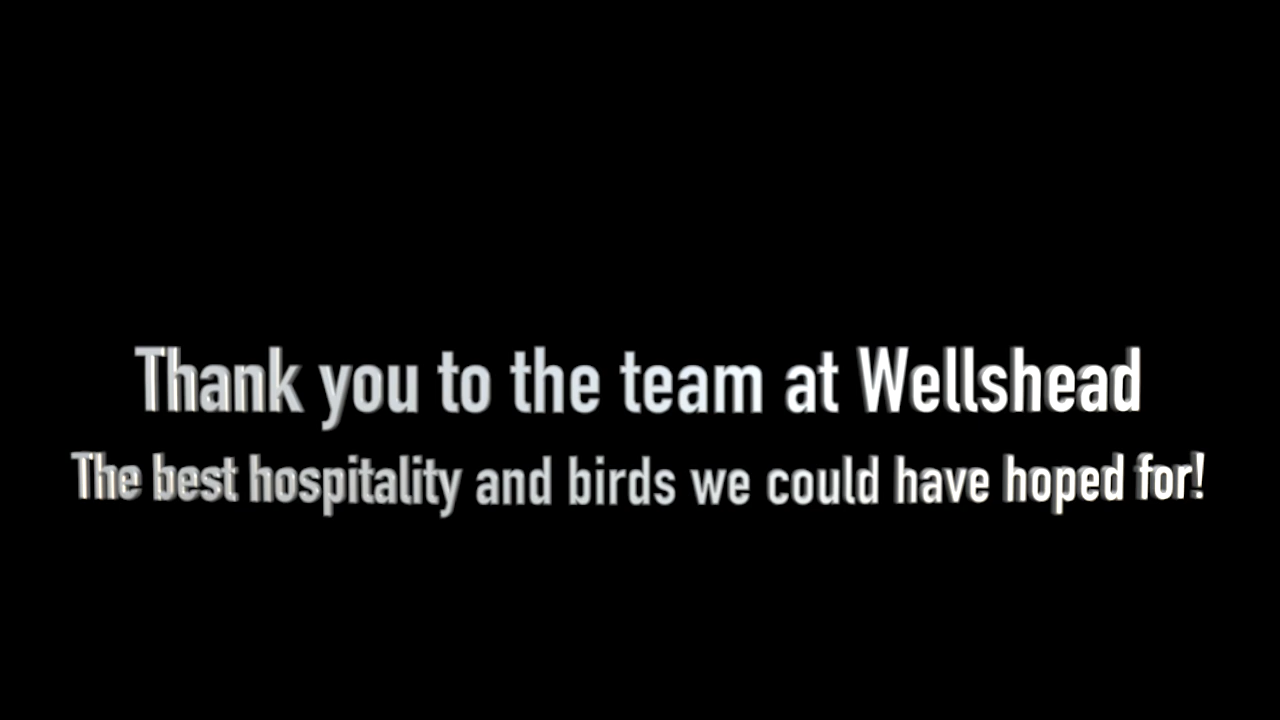 Thank you to the team at Wellshead
The best hospitality and birds we could have hoped for!